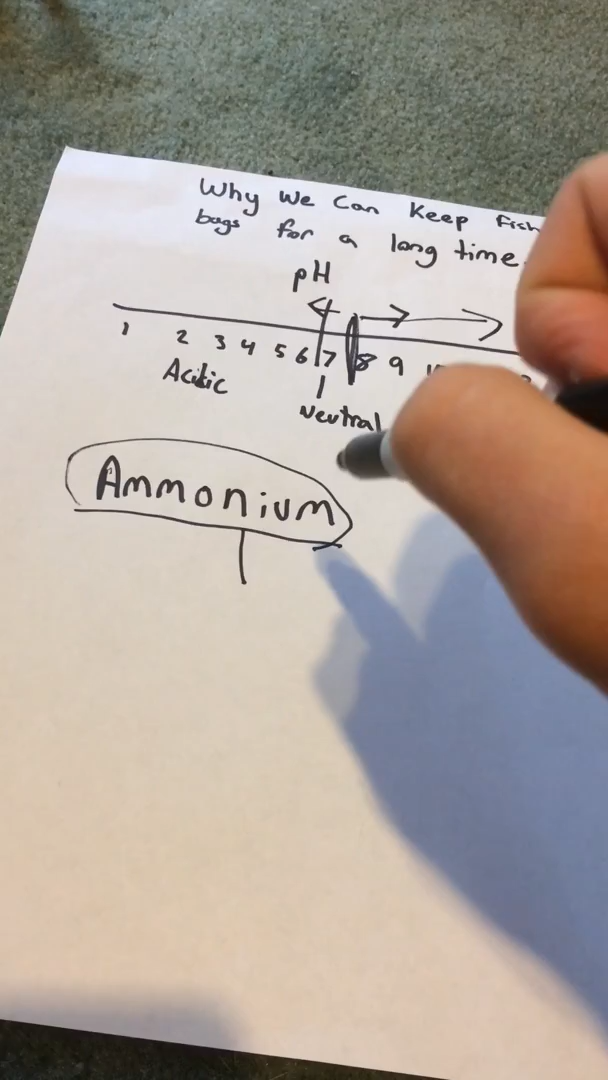 Why We Can Keep Fish
bags for a long time.
pH
1 2 3 4 5 6 7 8 9
Acidic
Neutral
Ammonium